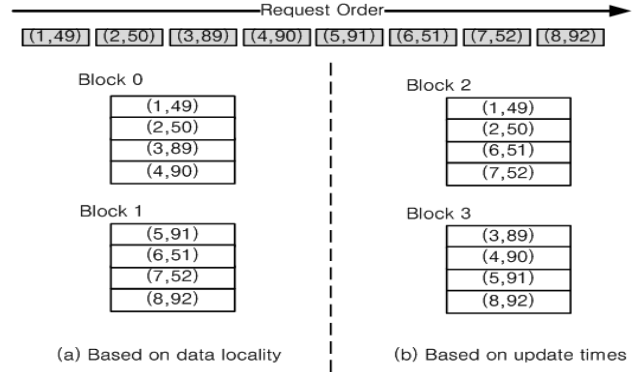 Request Order
(1,49) (2,50) (3,89) (4,90) (5,91) (6,51) (7,52) (8,92)
Block 0
(1,49)
(2,50)
(3,89)
(4,90)
Block 1
(5,91)
(6,51)
(7,52)
(8,92)
(a) Based on data locality
Block 2
(1,49)
(2,50)
(6,51)
(7,52)
Block 3
(3,89)
(4,90)
(5,91)
(8,92)
(b) Based on update times